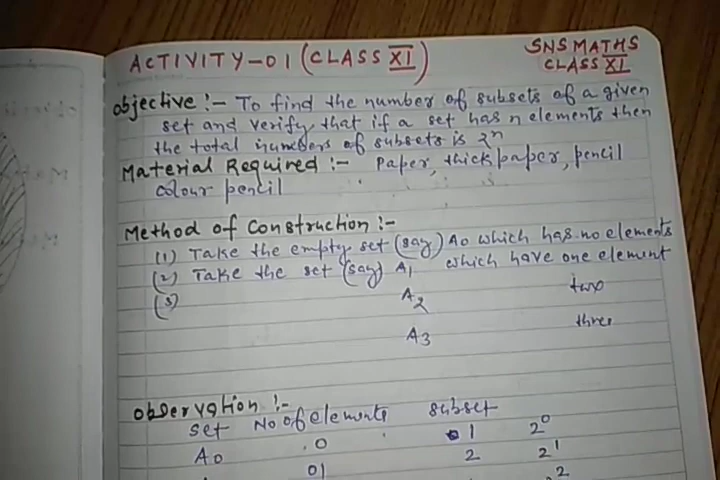 ACTIVITY-01 (CLASS XI)
SNS MATHS
CLASS XI
Objective :- To find the number of subsets of a given
set and verify that if a set has n elements then
the total numbers of subsets is 2ⁿ
Material Required :- Paper, thick paper, pencil
colour pencil
Method of Construction :-
(1) Take the empty set (say) A0 which has no elements
(2) Take the set (say) A1 which have one element
(3) A2 two
A3 three
Observation :-
Set No of elements subset
A0 0 1 2⁰
01 2 2¹
2